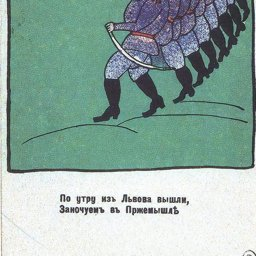 По утру изъ Львова вышли,
Заночуемъ въ Пржемышлѣ